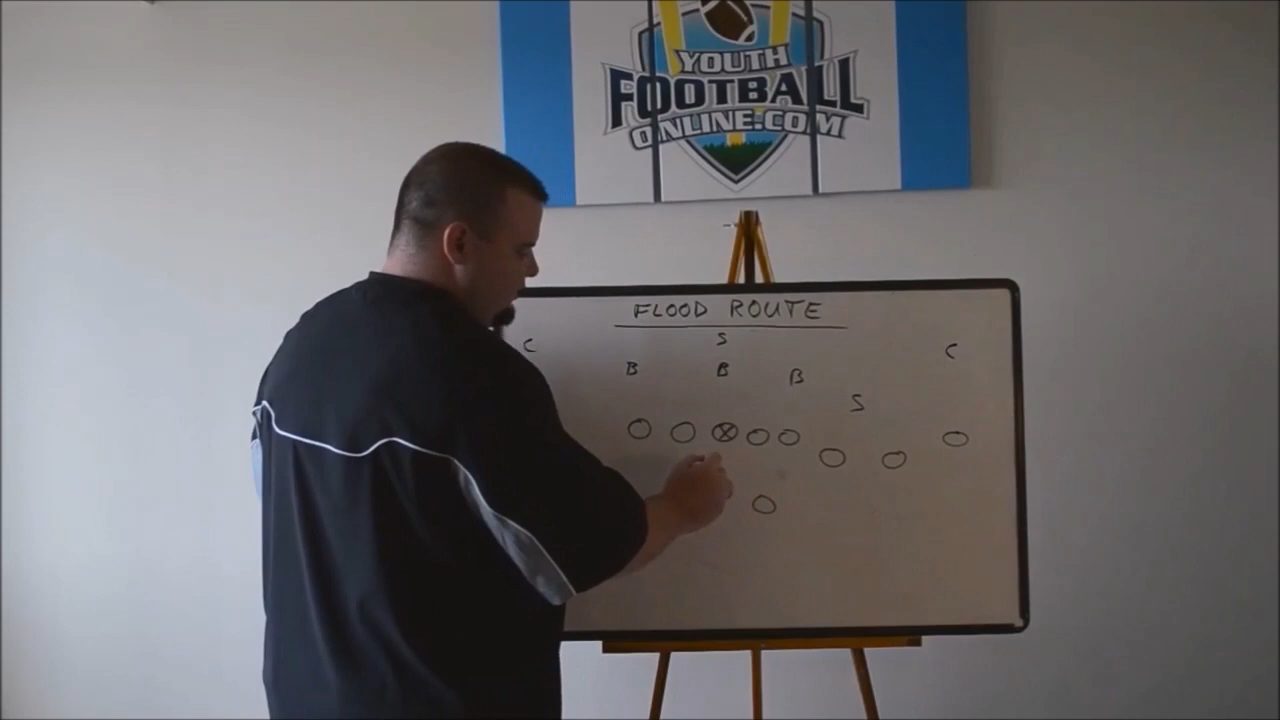 YOUTH
FOOTBALL
ONLINE.COM
FLOOD ROUTE
C S C
B B B
S
X